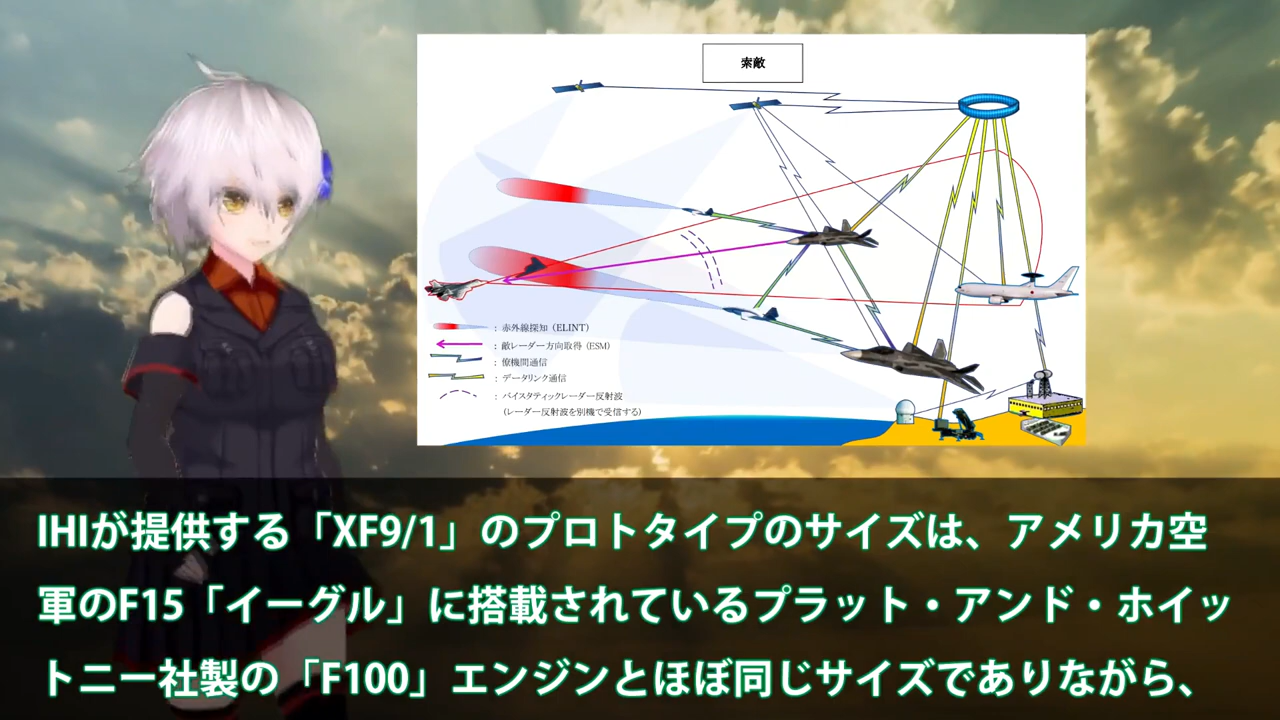 索敵
：赤外線探知（ELINT）
：敵レーダー方向取得（ESM）
：僚機間通信
：データリンク通信
：バイスタティックレーダー反射波
（レーダー反射波を別機で受信する）
IHIが提供する「XF9/1」のプロトタイプのサイズは、アメリカ空
軍のF15「イーグル」に搭載されているプラット・アンド・ホイッ
トニー社製の「F100」エンジンとほぼ同じサイズでありながら、